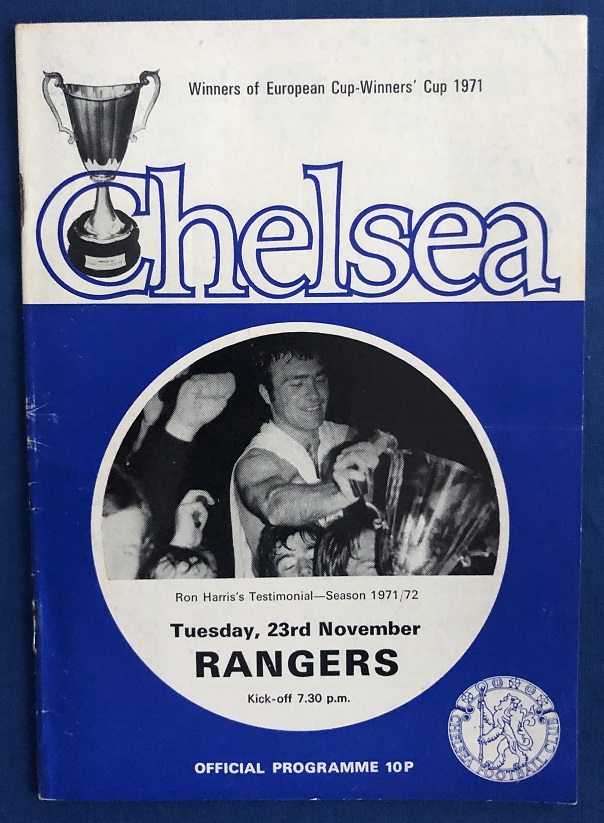 Winners of European Cup-Winners' Cup 1971
Chelsea
Ron Harris's Testimonial—Season 1971/72
Tuesday, 23rd November
RANGERS
Kick-off 7.30 p.m.
CHELSEA FOOTBALL CLUB
OFFICIAL PROGRAMME 10P